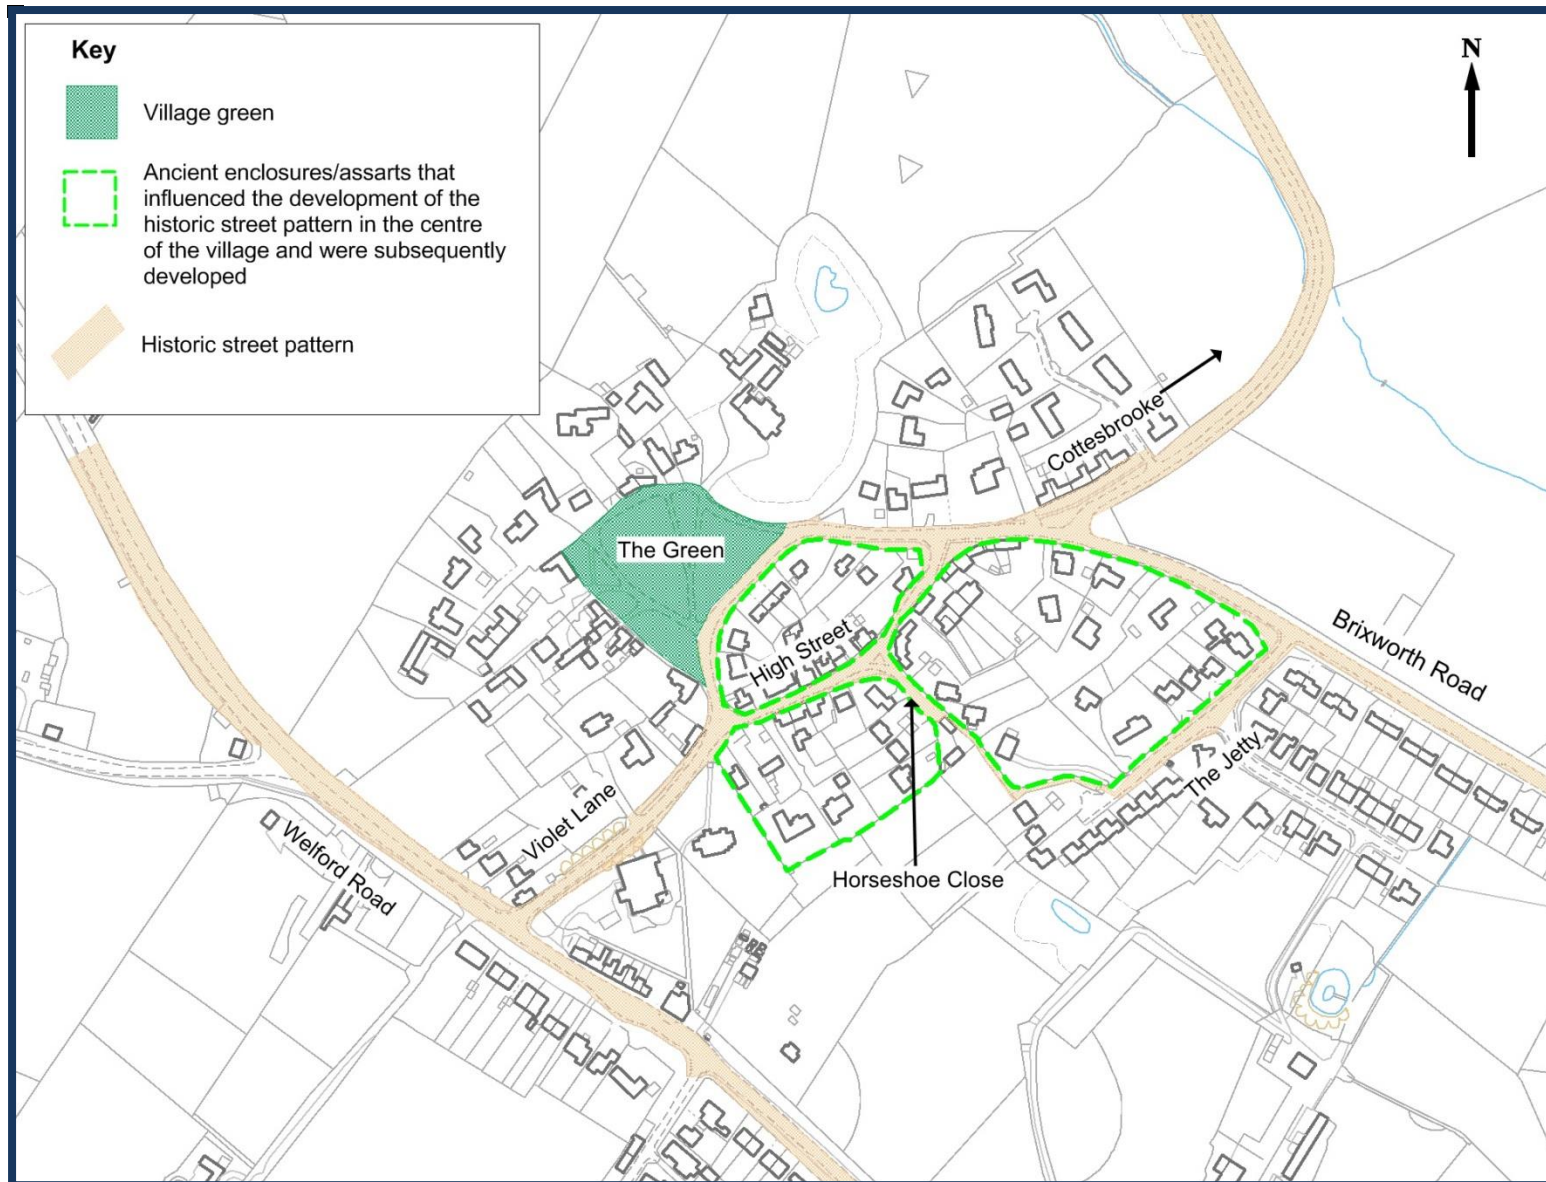 Key
Village green
Ancient enclosures/assarts that
influenced the development of the
historic street pattern in the centre
of the village and were subsequently
developed
Historic street pattern
N
Cottesbrooke
The Green
High Street
Brixworth Road
The Jetty
Violet Lane
Welford Road
Horseshoe Close